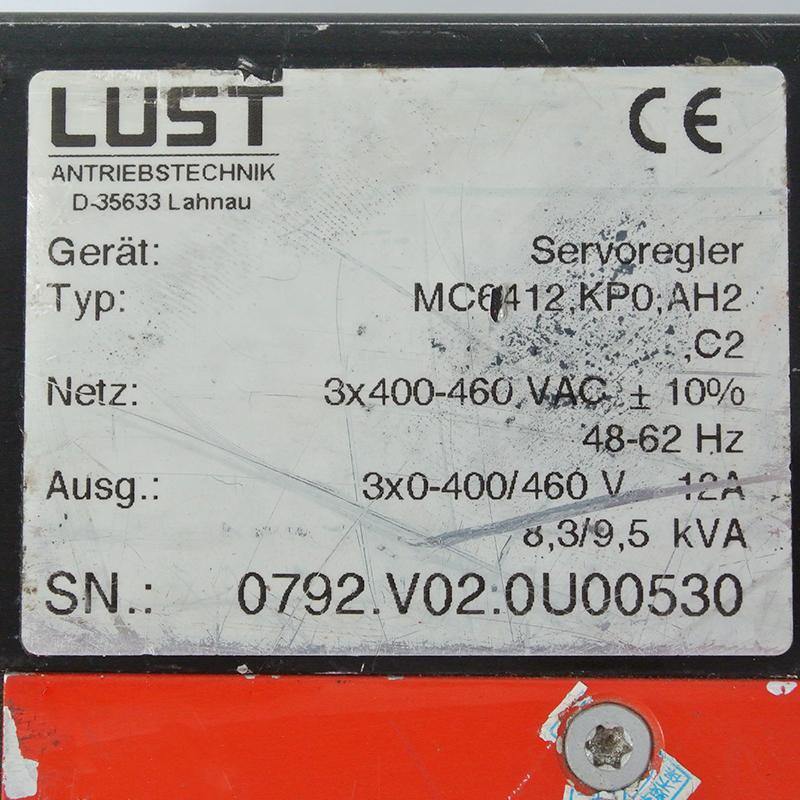 LUST
CE
ANTRIEBSTECHNIK
D-35633 Lahnau
Gerät: Servoregler
Typ: MC6412,KP0,AH2
,C2
Netz: 3x400-460 VAC ± 10%
48-62 Hz
Ausg.: 3x0-400/460 V 12A
8,3/9,5 kVA
SN.: 0792.V02.0U00530